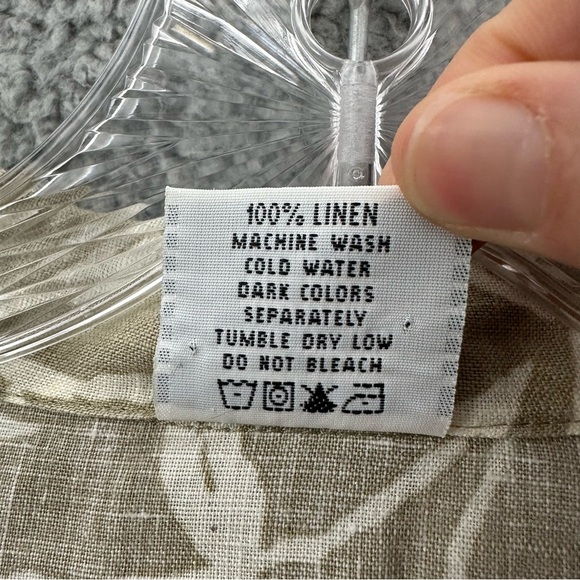 100% LINEN
MACHINE WASH
COLD WATER
DARK COLORS
SEPARATELY
TUMBLE DRY LOW
DO NOT BLEACH